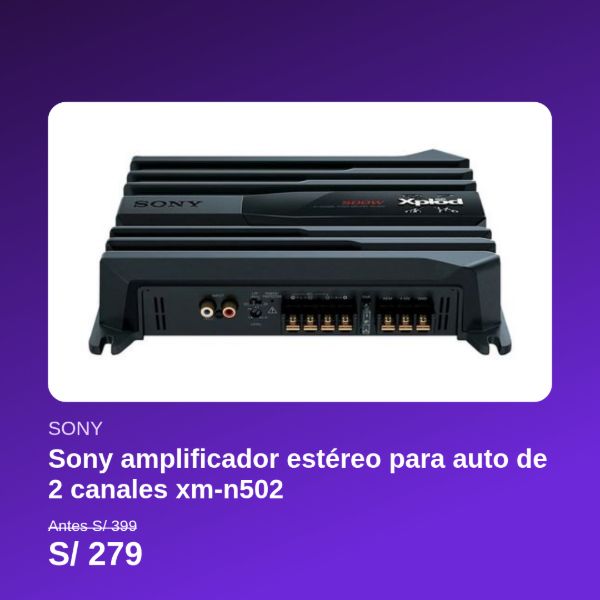 SONY
500W
Xplod
SONY
Sony amplificador estéreo para auto de
2 canales xm-n502
Antes S/ 399
S/ 279